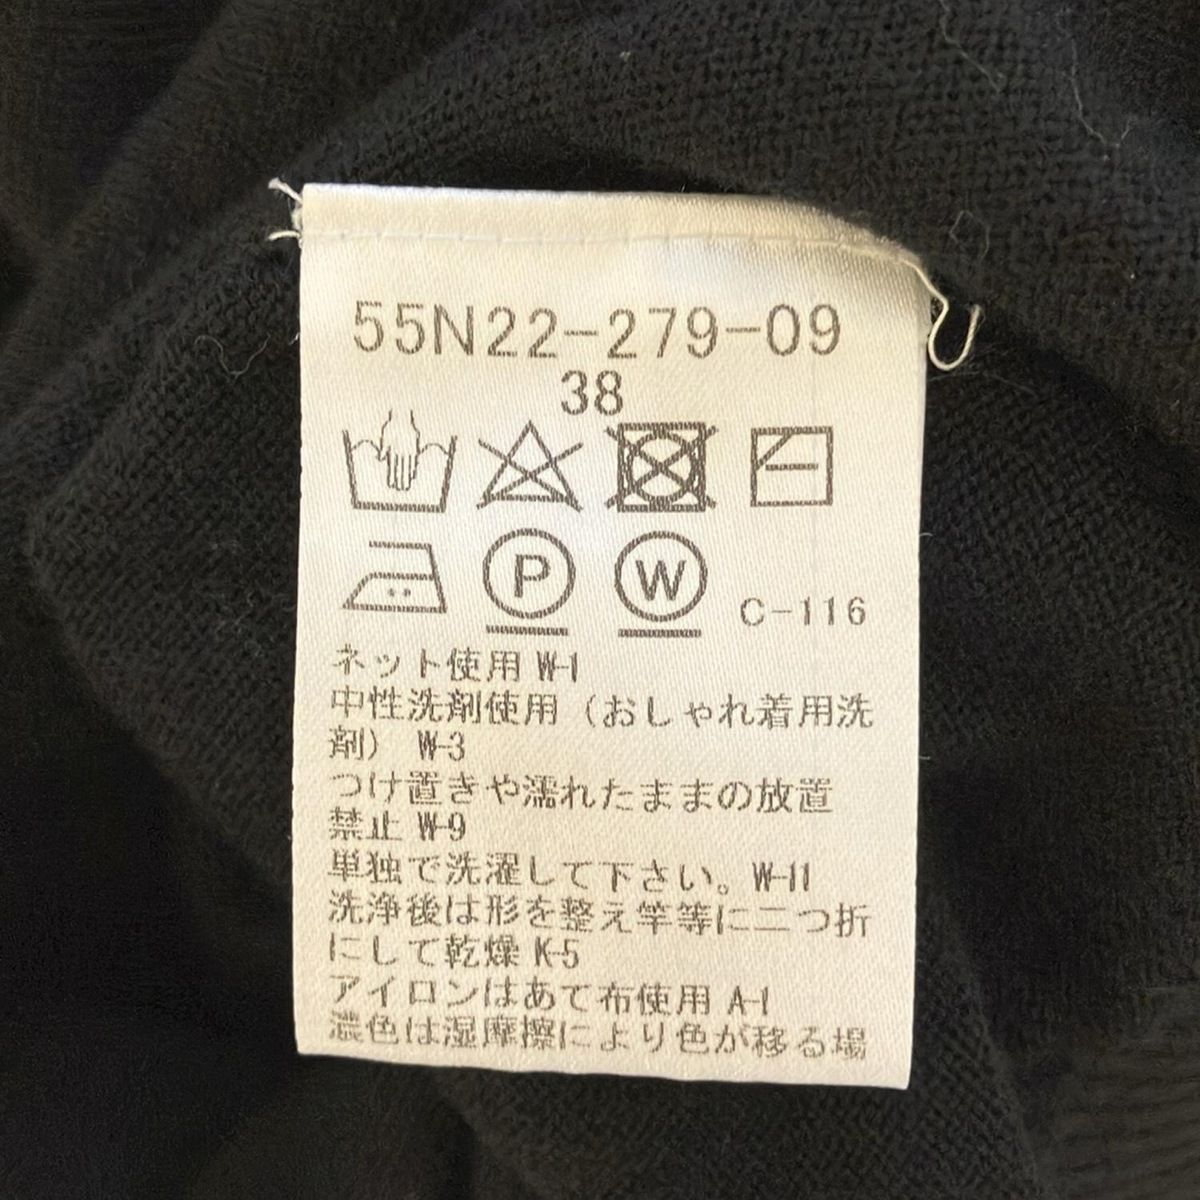 55N22-279-09
38
P
W
C-116
ネット使用 W-1
中性洗剤使用（おしゃれ着用洗
剤） W-3
つけ置きや濡れたままの放置
禁止 W-9
単独で洗濯して下さい。W-11
洗浄後は形を整え竿等に二つ折
にして乾燥 K-5
アイロンはあて布使用 A-1
濃色は湿摩擦により色が移る場